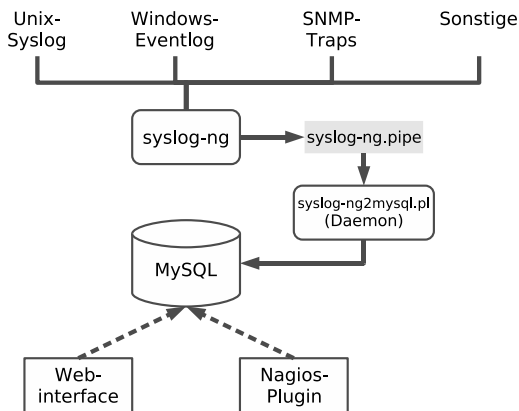 Unix-
Syslog
Windows-
Eventlog
SNMP-
Traps
Sonstige
syslog-ng
syslog-ng.pipe
syslog-ng2mysql.pl
(Daemon)
MySQL
Web-
interface
Nagios-
Plugin